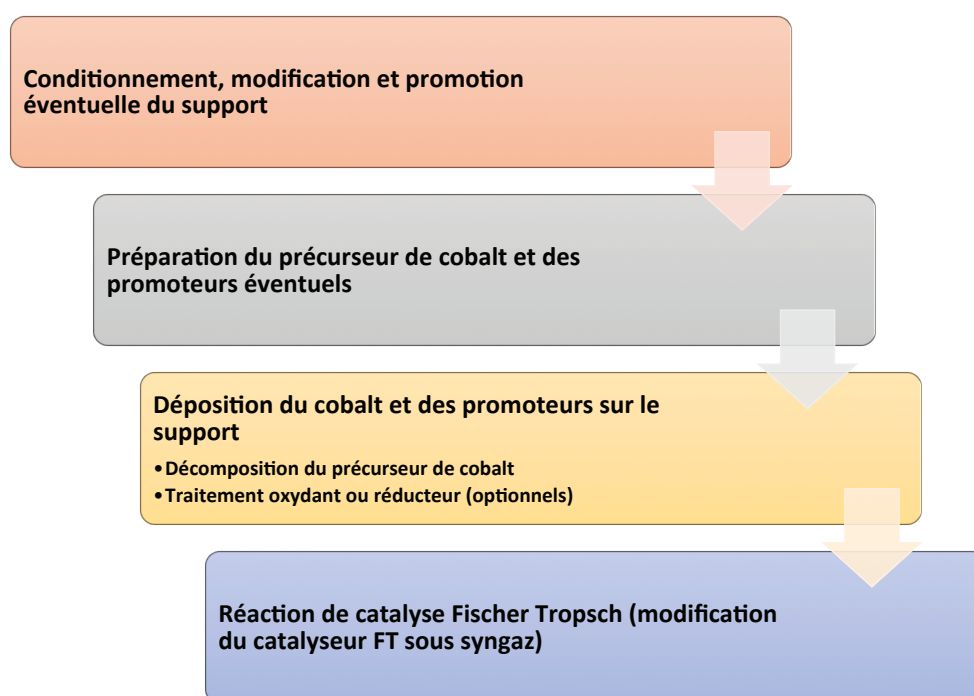 Conditionnement, modification et promotion
éventuelle du support
Préparation du précurseur de cobalt et des
promoteurs éventuels
Déposition du cobalt et des promoteurs sur le
support
•Décomposition du précurseur de cobalt
•Traitement oxydant ou réducteur (optionnels)
Réaction de catalyse Fischer Tropsch (modification
du catalyseur FT sous syngaz)